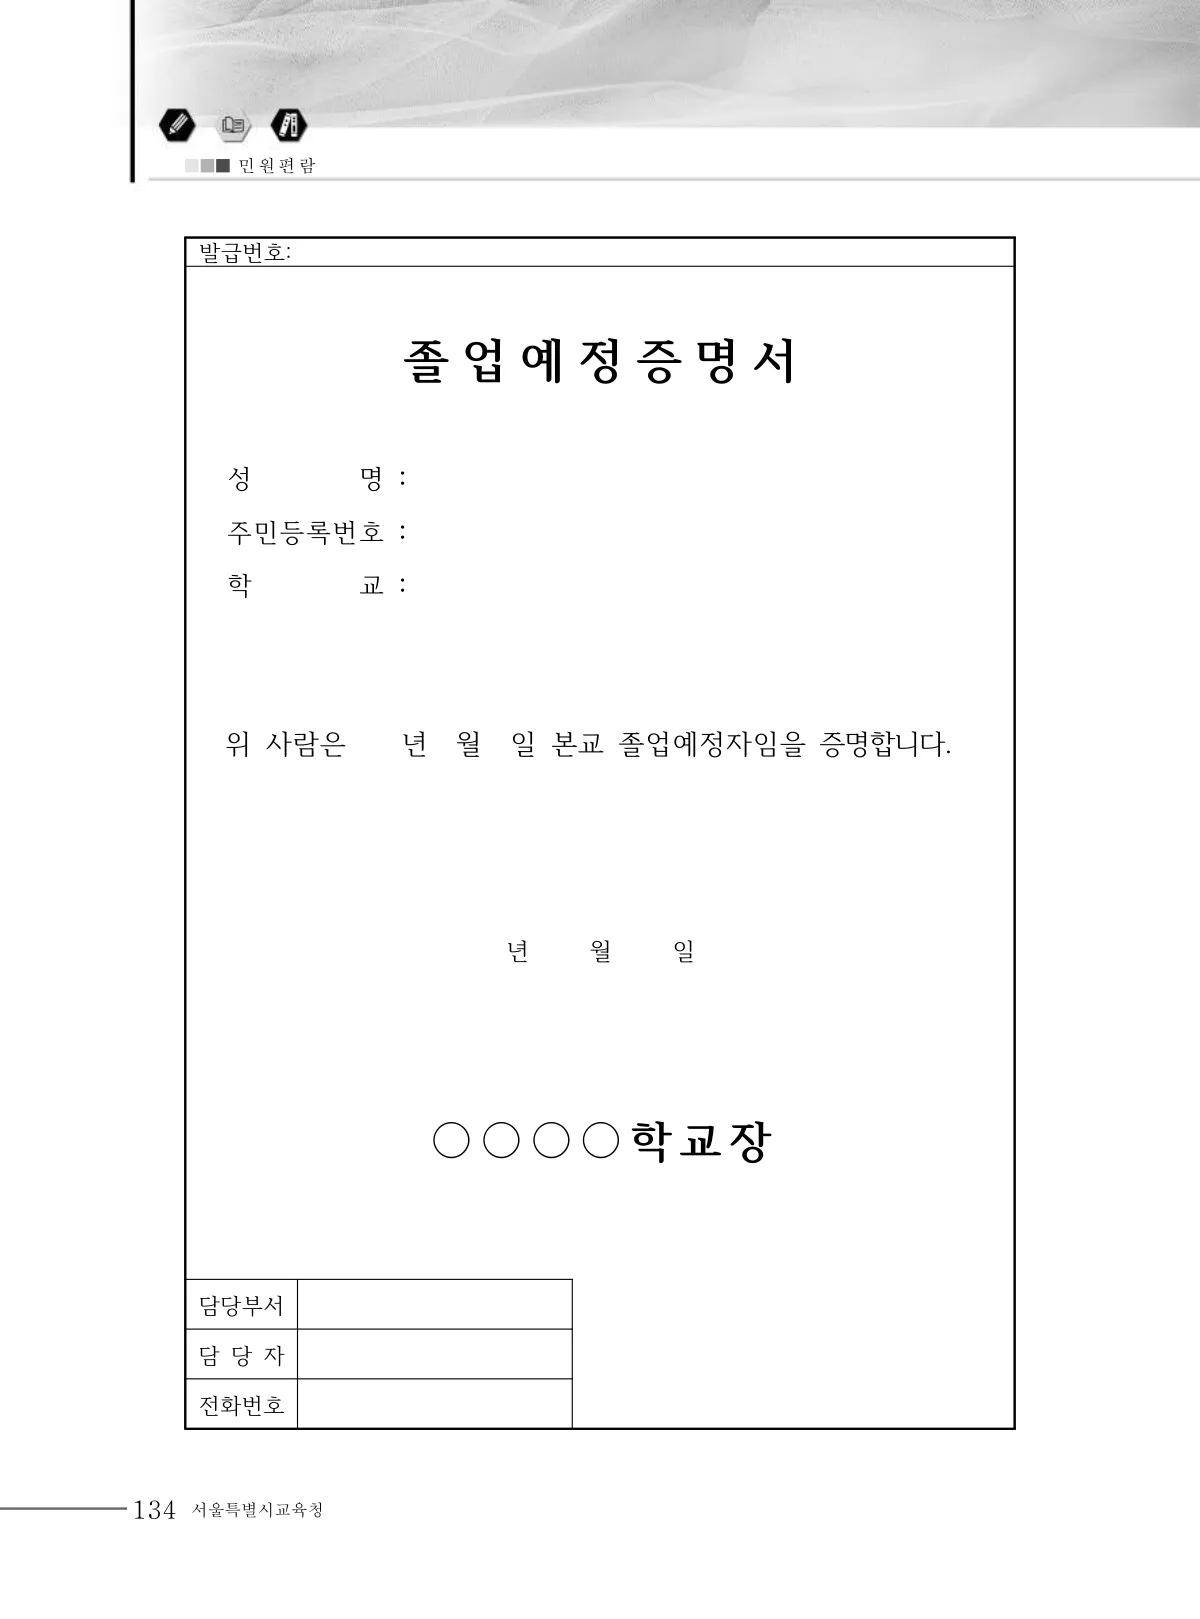 민원편람
발급번호:
졸업예정증명서
성 명 :
주민등록번호 :
학 교 :
위 사람은 년 월 일 본교 졸업예정자임을 증명합니다.
년 월 일
○○○○학교장
담당부서
담 당 자
전화번호
134 서울특별시교육청